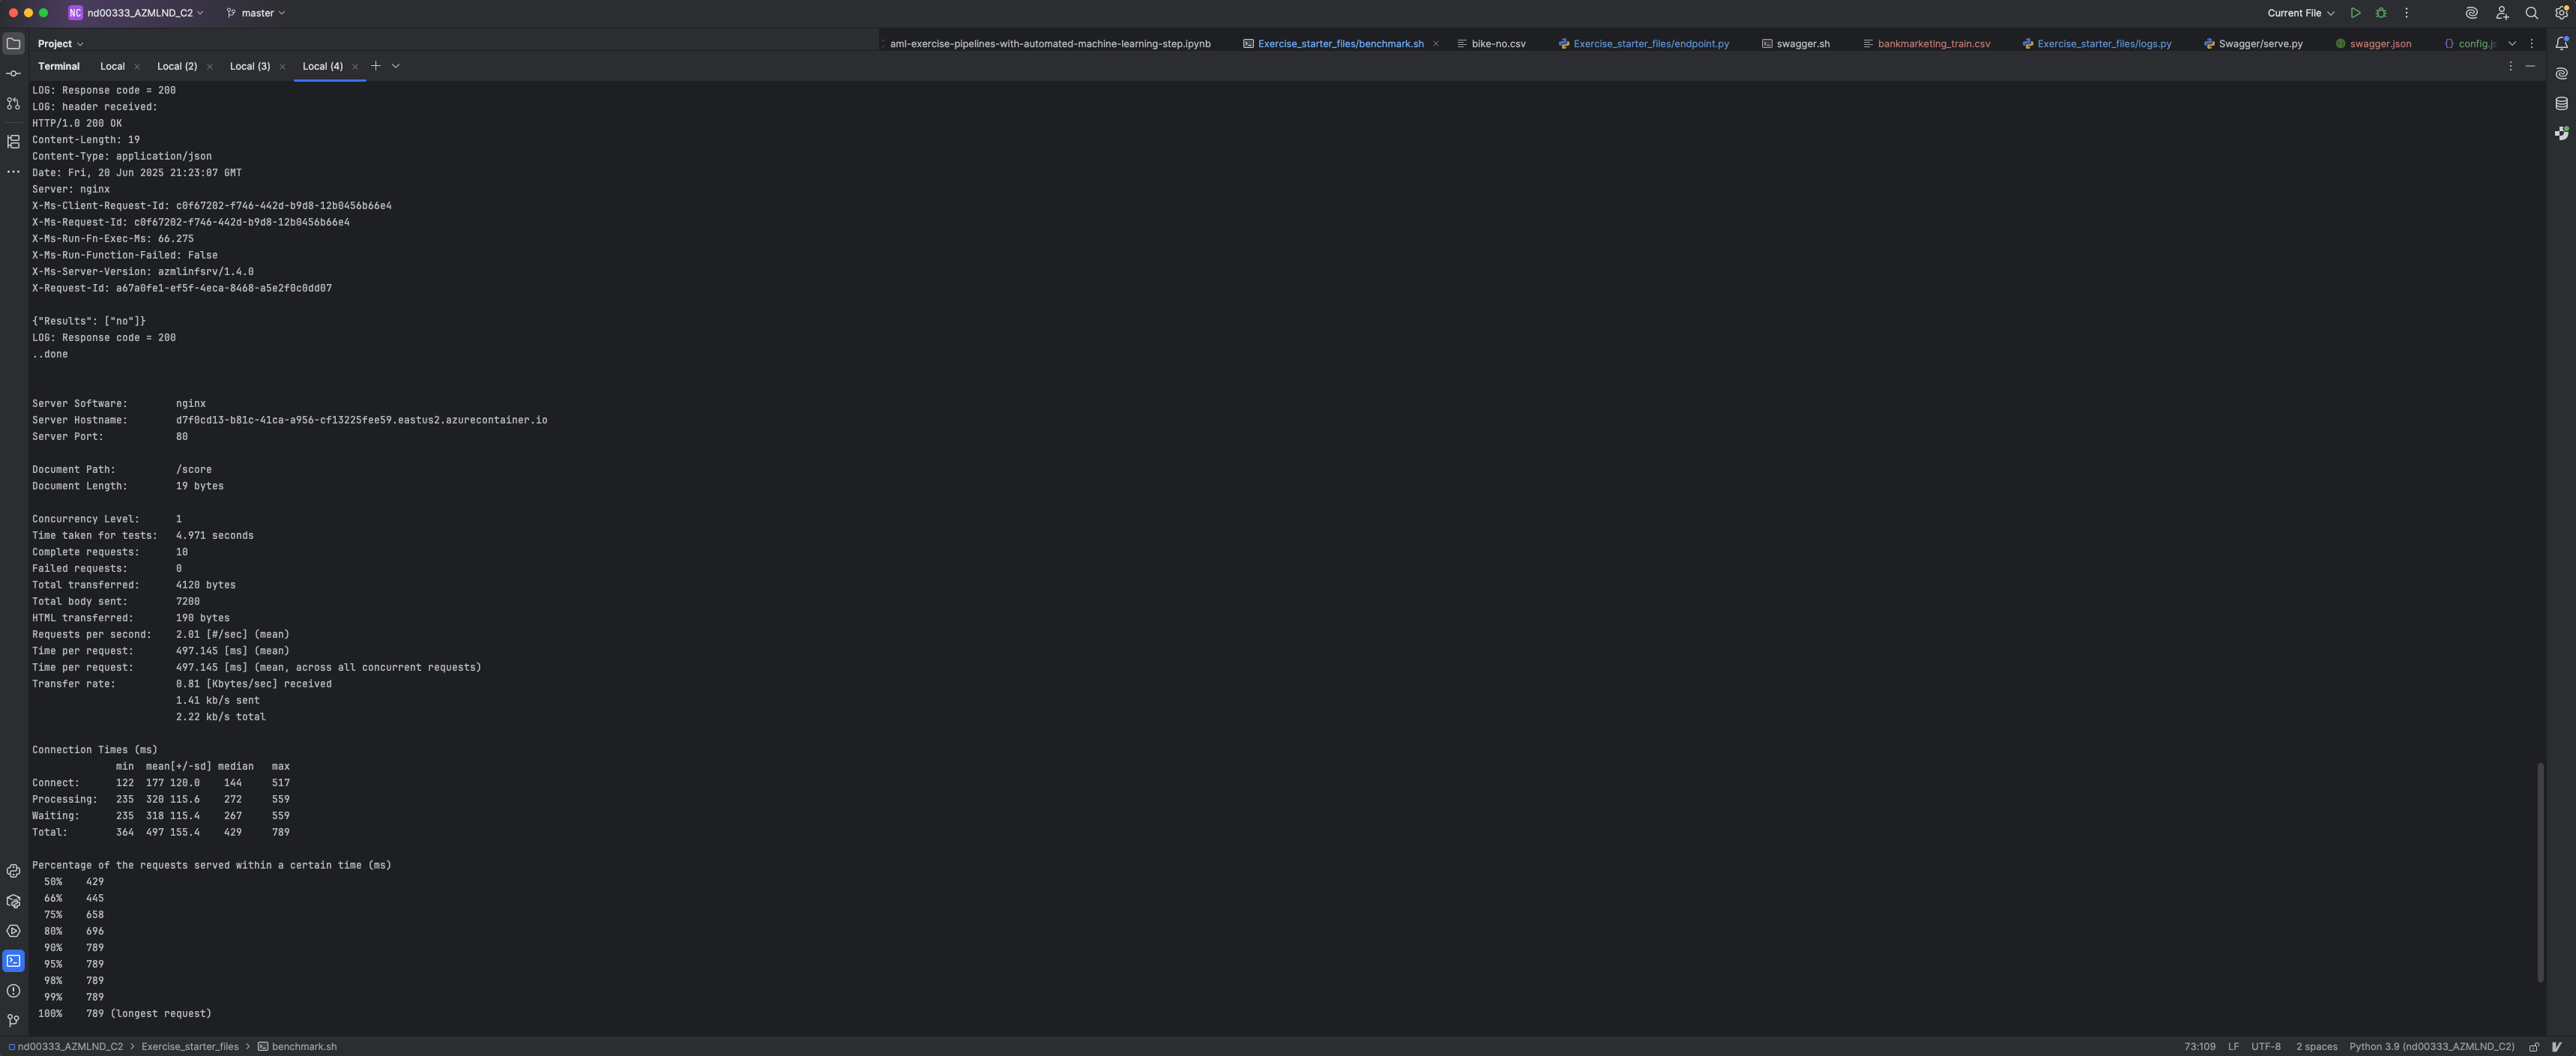 NC nd00333_AZMLND_C2 master Current File
Project aml-exercise-pipelines-with-automated-machine-learning-step.ipynb Exercise_starter_files/benchmark.sh bike-no.csv Exercise_starter_files/endpoint.py swagger.sh bankmarketing_train.csv Exercise_starter_files/logs.py Swagger/serve.py swagger.json {} config.js
Terminal Local Local (2) Local (3) Local (4)
LOG: Response code = 200
LOG: header received:
HTTP/1.0 200 OK
Content-Length: 19
Content-Type: application/json
Date: Fri, 20 Jun 2025 21:23:07 GMT
Server: nginx
X-Ms-Client-Request-Id: c0f67202-f746-442d-b9d8-12b0456b66e4
X-Ms-Request-Id: c0f67202-f746-442d-b9d8-12b0456b66e4
X-Ms-Run-Fn-Exec-Ms: 66.275
X-Ms-Run-Function-Failed: False
X-Ms-Server-Version: azmlinfsrv/1.4.0
X-Request-Id: a67a0fe1-ef5f-4eca-8468-a5e2f0c0dd07
{"Results": ["no"]}
LOG: Response code = 200
..done
Server Software: nginx
Server Hostname: d7f0cd13-b81c-41ca-a956-cf13225fee59.eastus2.azurecontainer.io
Server Port: 80
Document Path: /score
Document Length: 19 bytes
Concurrency Level: 1
Time taken for tests: 4.971 seconds
Complete requests: 10
Failed requests: 0
Total transferred: 4120 bytes
Total body sent: 7200
HTML transferred: 190 bytes
Requests per second: 2.01 [#/sec] (mean)
Time per request: 497.145 [ms] (mean)
Time per request: 497.145 [ms] (mean, across all concurrent requests)
Transfer rate: 0.81 [Kbytes/sec] received
1.41 kb/s sent
2.22 kb/s total
Connection Times (ms)
min mean[+/-sd] median max
Connect: 122 177 120.0 144 517
Processing: 235 320 115.6 272 559
Waiting: 235 318 115.4 267 559
Total: 364 497 155.4 429 789
Percentage of the requests served within a certain time (ms)
50% 429
66% 445
75% 658
80% 696
90% 789
95% 789
98% 789
99% 789
100% 789 (longest request)
nd00333_AZMLND_C2 > Exercise_starter_files > benchmark.sh 73:109 LF UTF-8 2 spaces Python 3.9 (nd00333_AZMLND_C2)